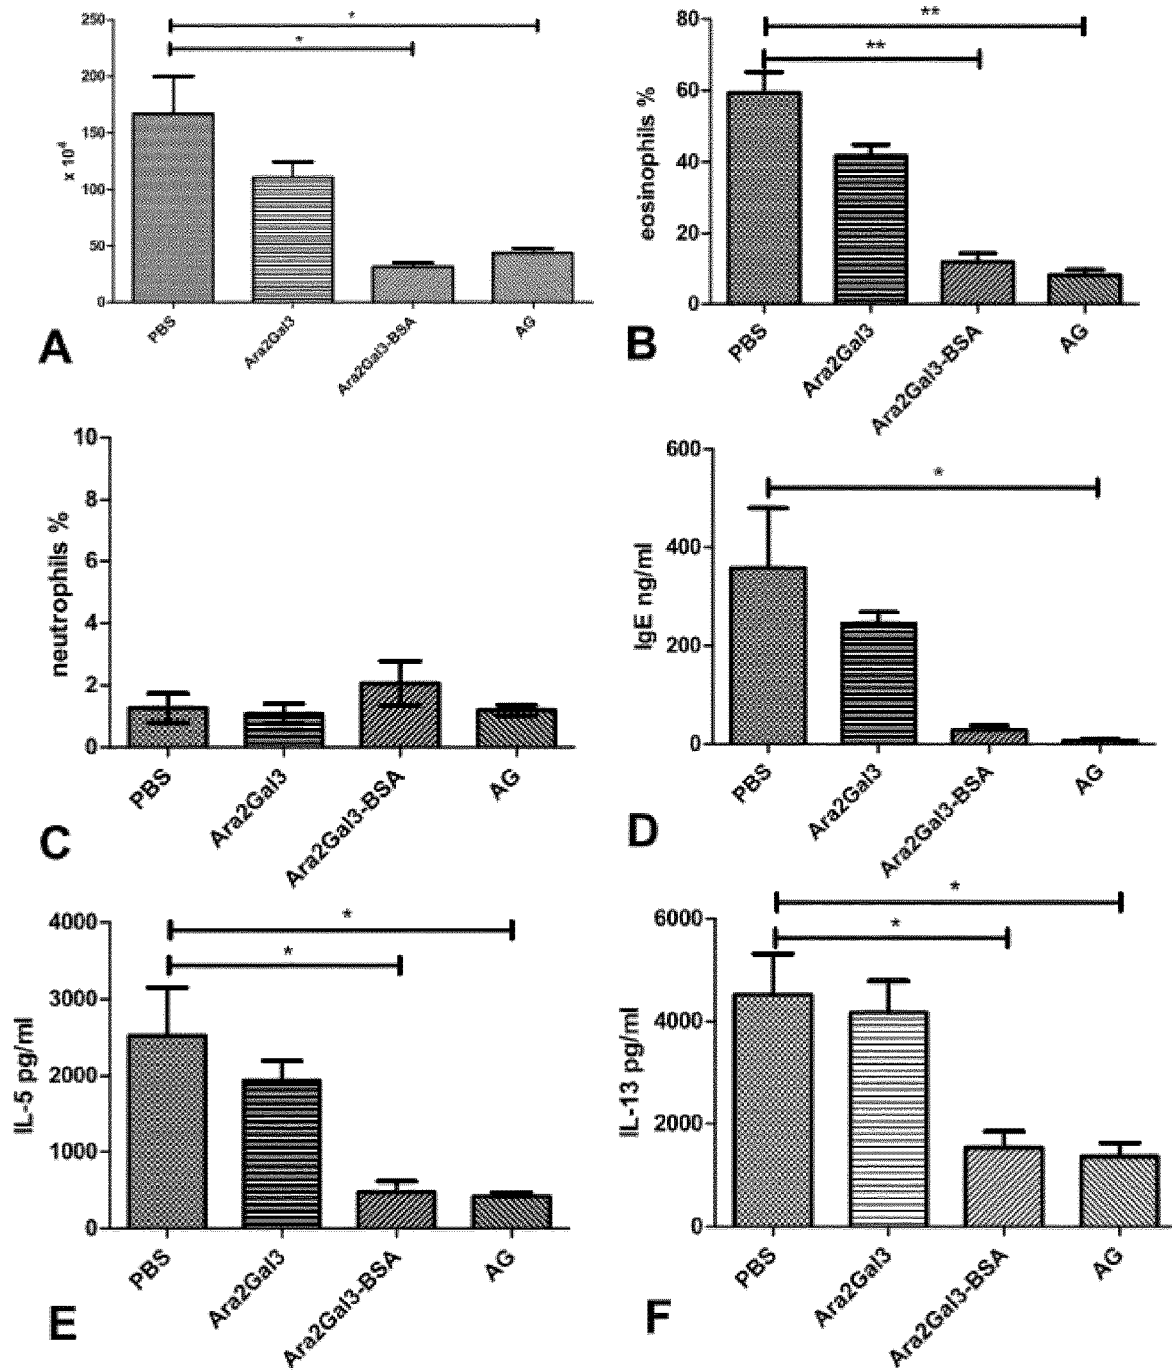 250
200
150
100
50
0
x 10⁴
*
*
PBS
Ara2Gal3
Ara2Gal3-BSA
AG
A
80
60
40
20
0
eosinophils %
**
**
PBS
Ara2Gal3
Ara2Gal3-BSA
AG
B
10
8
6
4
2
0
neutrophils %
PBS
Ara2Gal3
Ara2Gal3-BSA
AG
C
600
400
200
0
IgE ng/ml
*
PBS
Ara2Gal3
Ara2Gal3-BSA
AG
D
4000
3000
2000
1000
0
IL-5 pg/ml
*
*
PBS
Ara2Gal3
Ara2Gal3-BSA
AG
E
6000
4000
2000
0
IL-13 pg/ml
*
*
PBS
Ara2Gal3
Ara2Gal3-BSA
AG
F